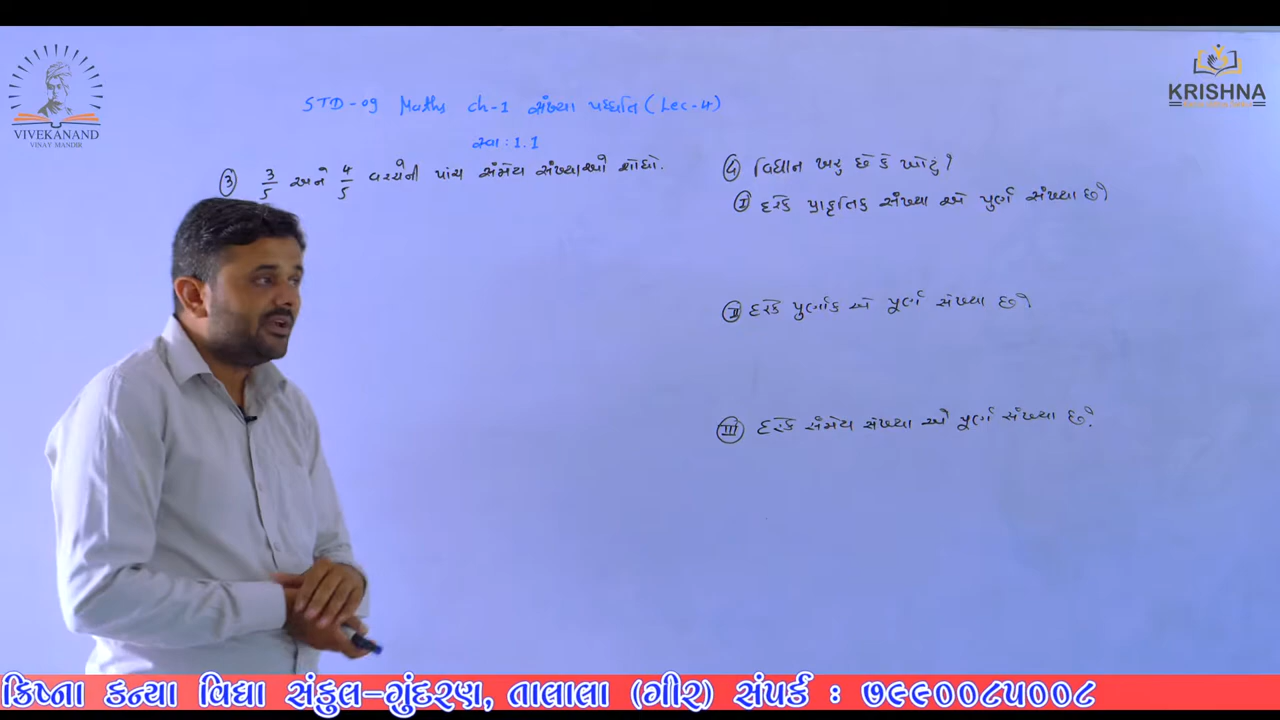 VIVEKANAND
VINAY MANDIR
KRISHNA
STD-09 Maths ch-1 સંખ્યા પધ્ધતિ (Lec-4)
સ્વા : 1.1
③ 3/5 અને 4/5 વચ્ચેની પાંચ સંમેય સંખ્યાઓ શોધો.
④ વિધાન ખરુ છે કે ખોટું?
Ⓘ દરેક પ્રાકૃતિક સંખ્યા એ પુર્ણ સંખ્યા છે?
Ⅱ દરેક પુર્ણાંક એ પૂર્ણ સંખ્યા છે?
Ⅲ દરેક સંમેય સંખ્યા એ પૂર્ણ સંખ્યા છે?
ક્રિષ્ના કન્યા વિદ્યા સંકુલ-ગુંદરણ, તાલાલા (ગીર) સંપર્ક : ૭૯૯૦૦૮૫૦૦૮